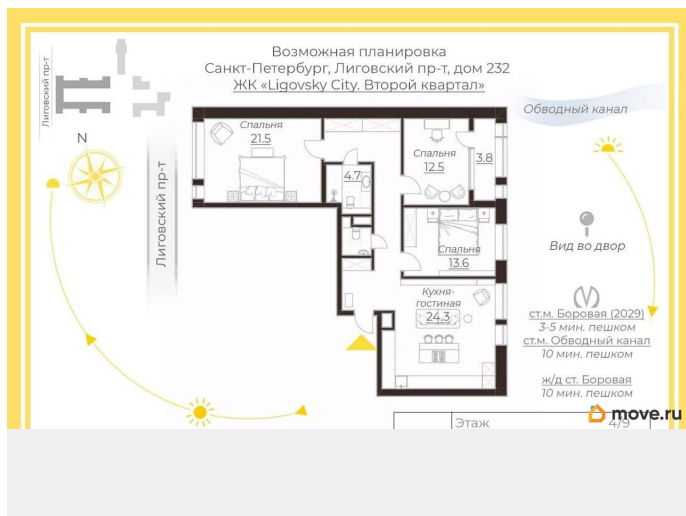 Возможная планировка
Санкт-Петербург, Лиговский пр-т, дом 232
ЖК «Ligovsky City. Второй квартал»
Лиговский пр-т
N
Лиговский пр-т
Обводный канал
Спальня
21.5
4.7
Спальня
12.5
3.8
Спальня
13.6
Кухня-
гостиная
24.3
Вид во двор
ст.м. Боровая (2029)
3-5 мин. пешком
ст.м. Обводный канал
10 мин. пешком
ж/д ст. Боровая
10 мин. пешком
move.ru
Этаж 4/9